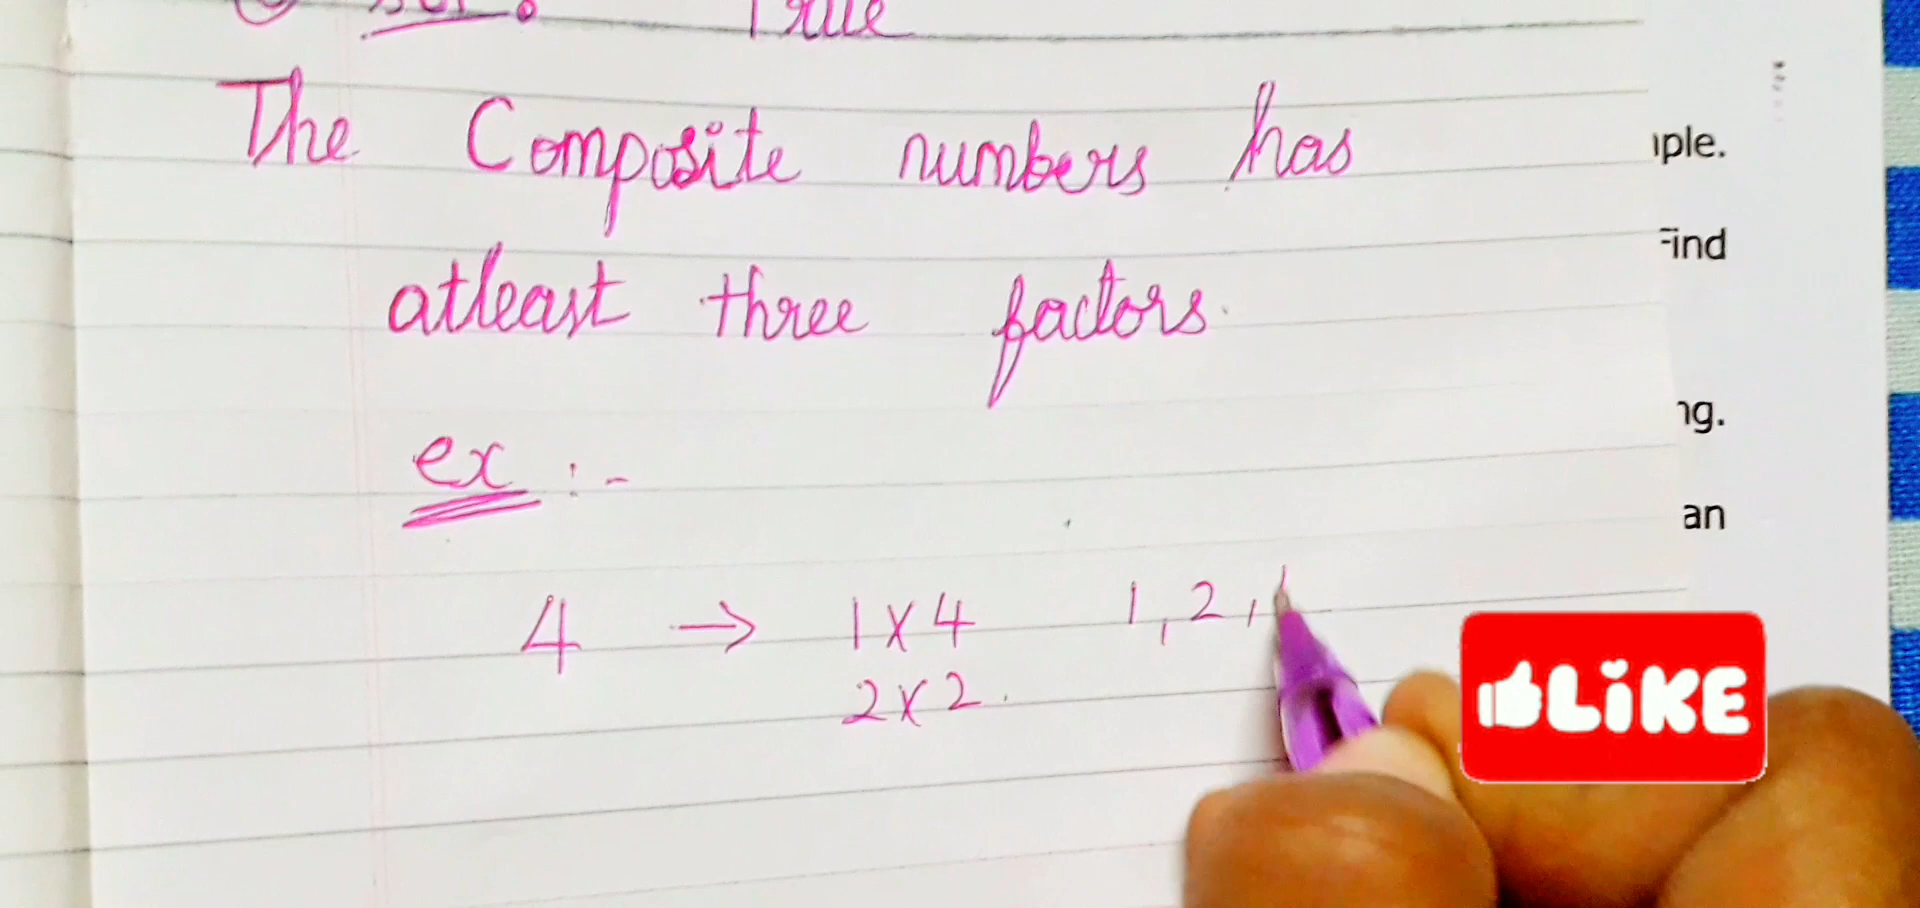 Sol : True
The Composite numbers has
atleast three factors.
ex :-
4 → 1 x 4 1, 2,
2 x 2.
iple.
Find
ng.
an
LiKE